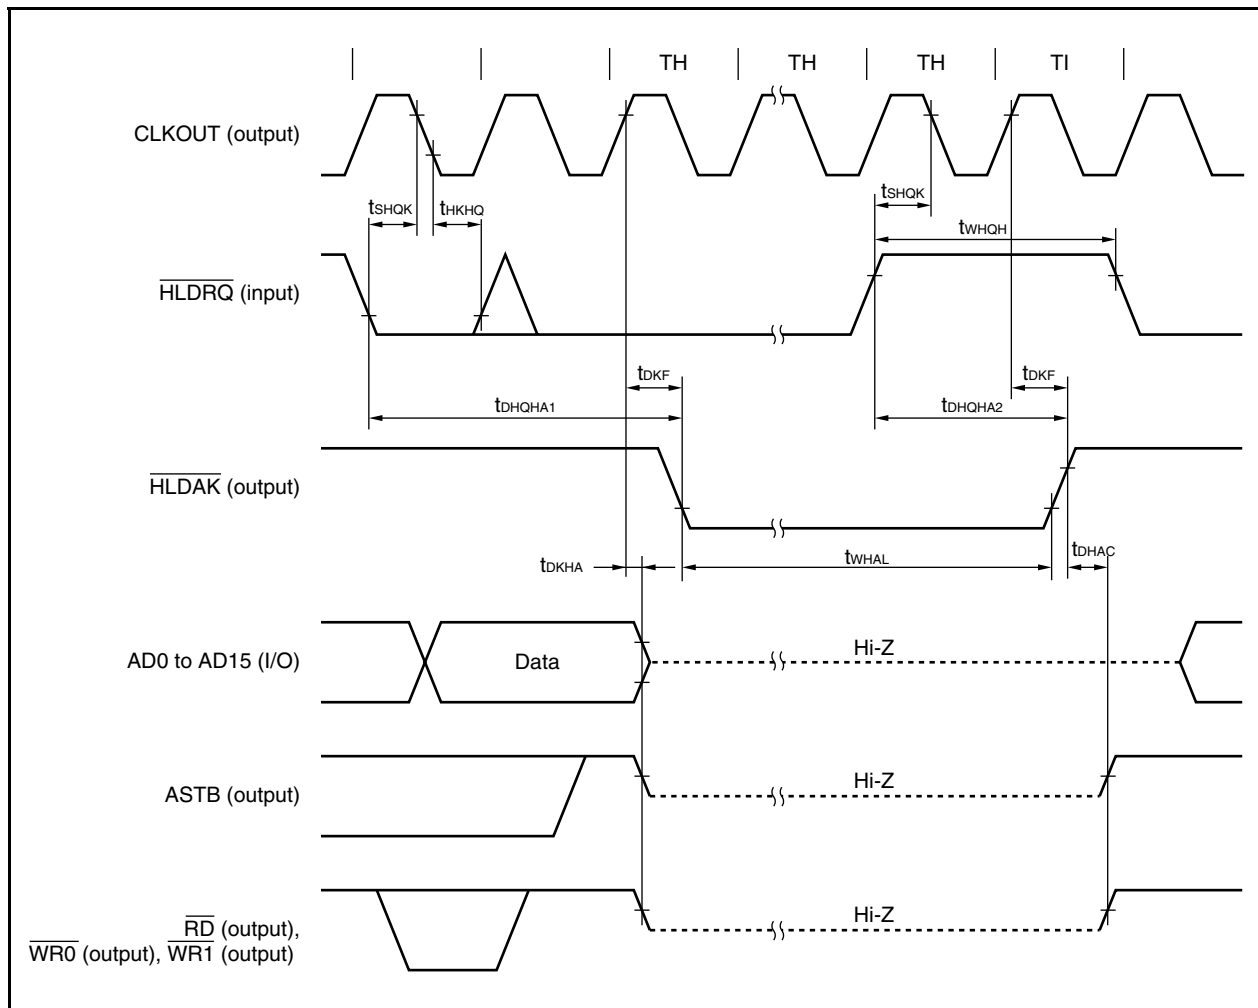 TH TH TH TI
CLKOUT (output)
tSHQK tHKHQ tSHQK
tWHQH
HLDRQ (input)
tDKF tDKF
tDHQHA1 tDHQHA2
HLDAK (output)
tDKHA tWHAL tDHAC
AD0 to AD15 (I/O) Data Hi-Z
ASTB (output) Hi-Z
RD (output), Hi-Z
WR0 (output), WR1 (output)